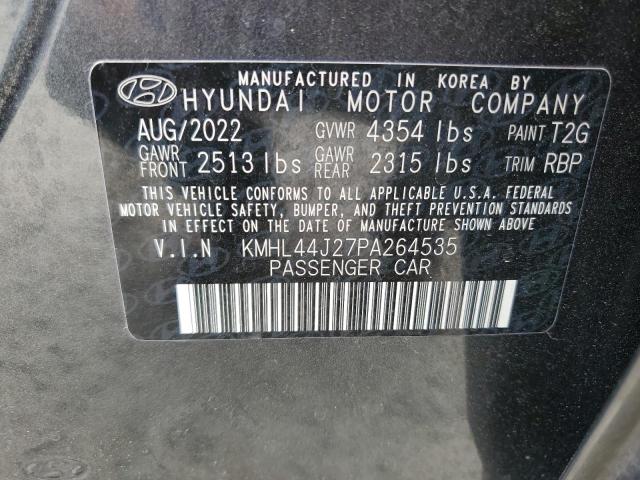 MANUFACTURED IN KOREA BY
HYUNDAI MOTOR COMPANY
AUG/2022 GVWR 4354 lbs PAINT T2G
GAWR FRONT 2513 lbs GAWR REAR 2315 lbs TRIM RBP
THIS VEHICLE CONFORMS TO ALL APPLICABLE U.S.A. FEDERAL
MOTOR VEHICLE SAFETY, BUMPER, AND THEFT PREVENTION STANDARDS
IN EFFECT ON THE DATE OF MANUFACTURE SHOWN ABOVE.
V.I.N KMHL44J27PA264535
PASSENGER CAR